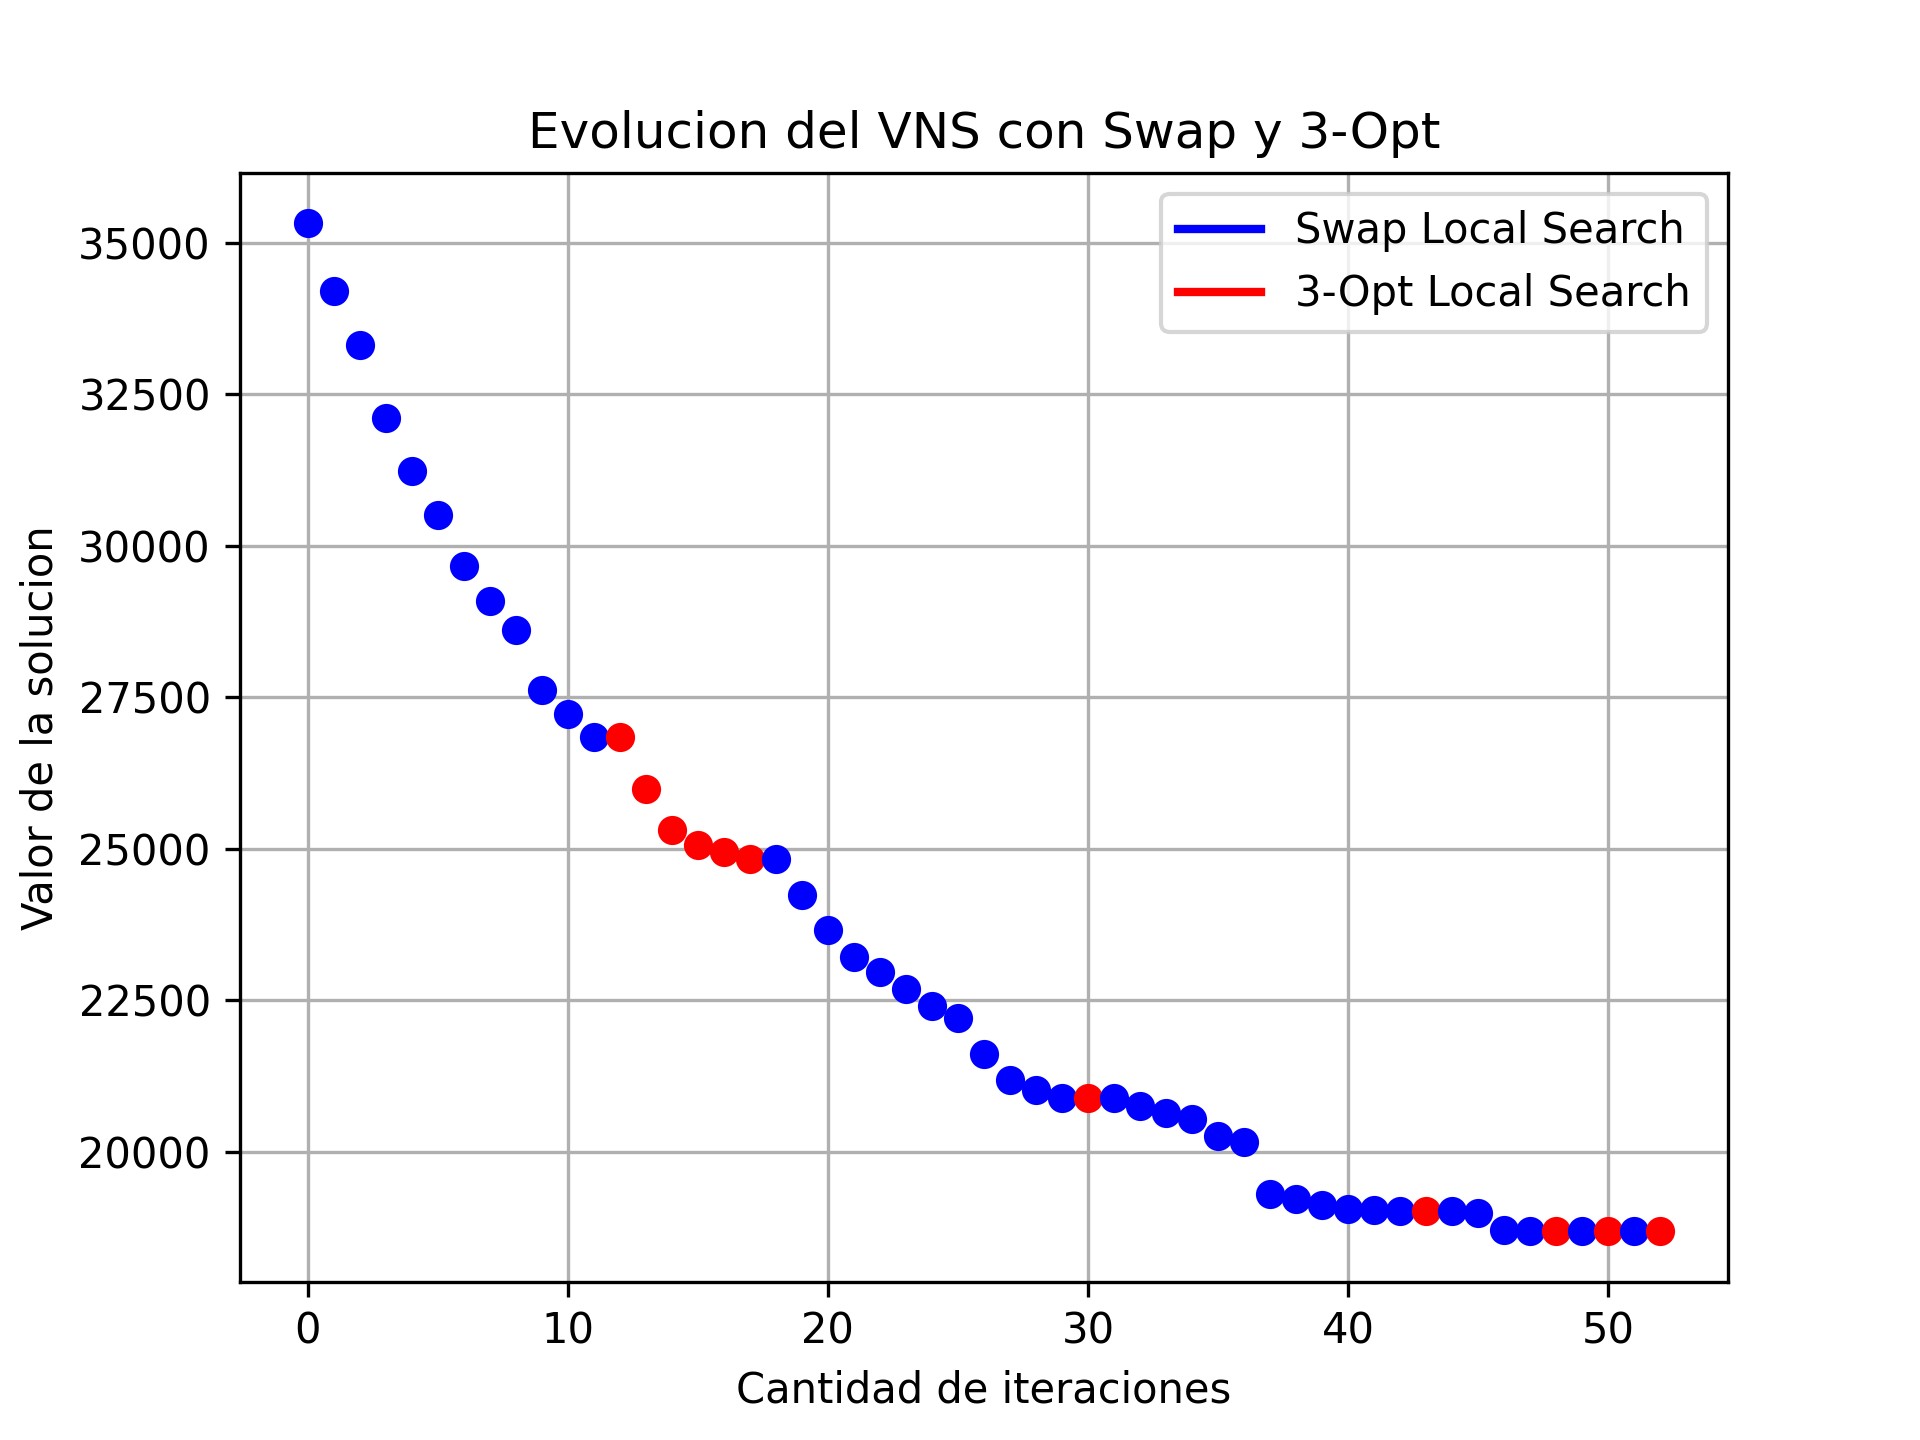 Evolucion del VNS con Swap y 3-Opt
Swap Local Search
3-Opt Local Search
Valor de la solucion
35000
32500
30000
27500
25000
22500
20000
0 10 20 30 40 50
Cantidad de iteraciones